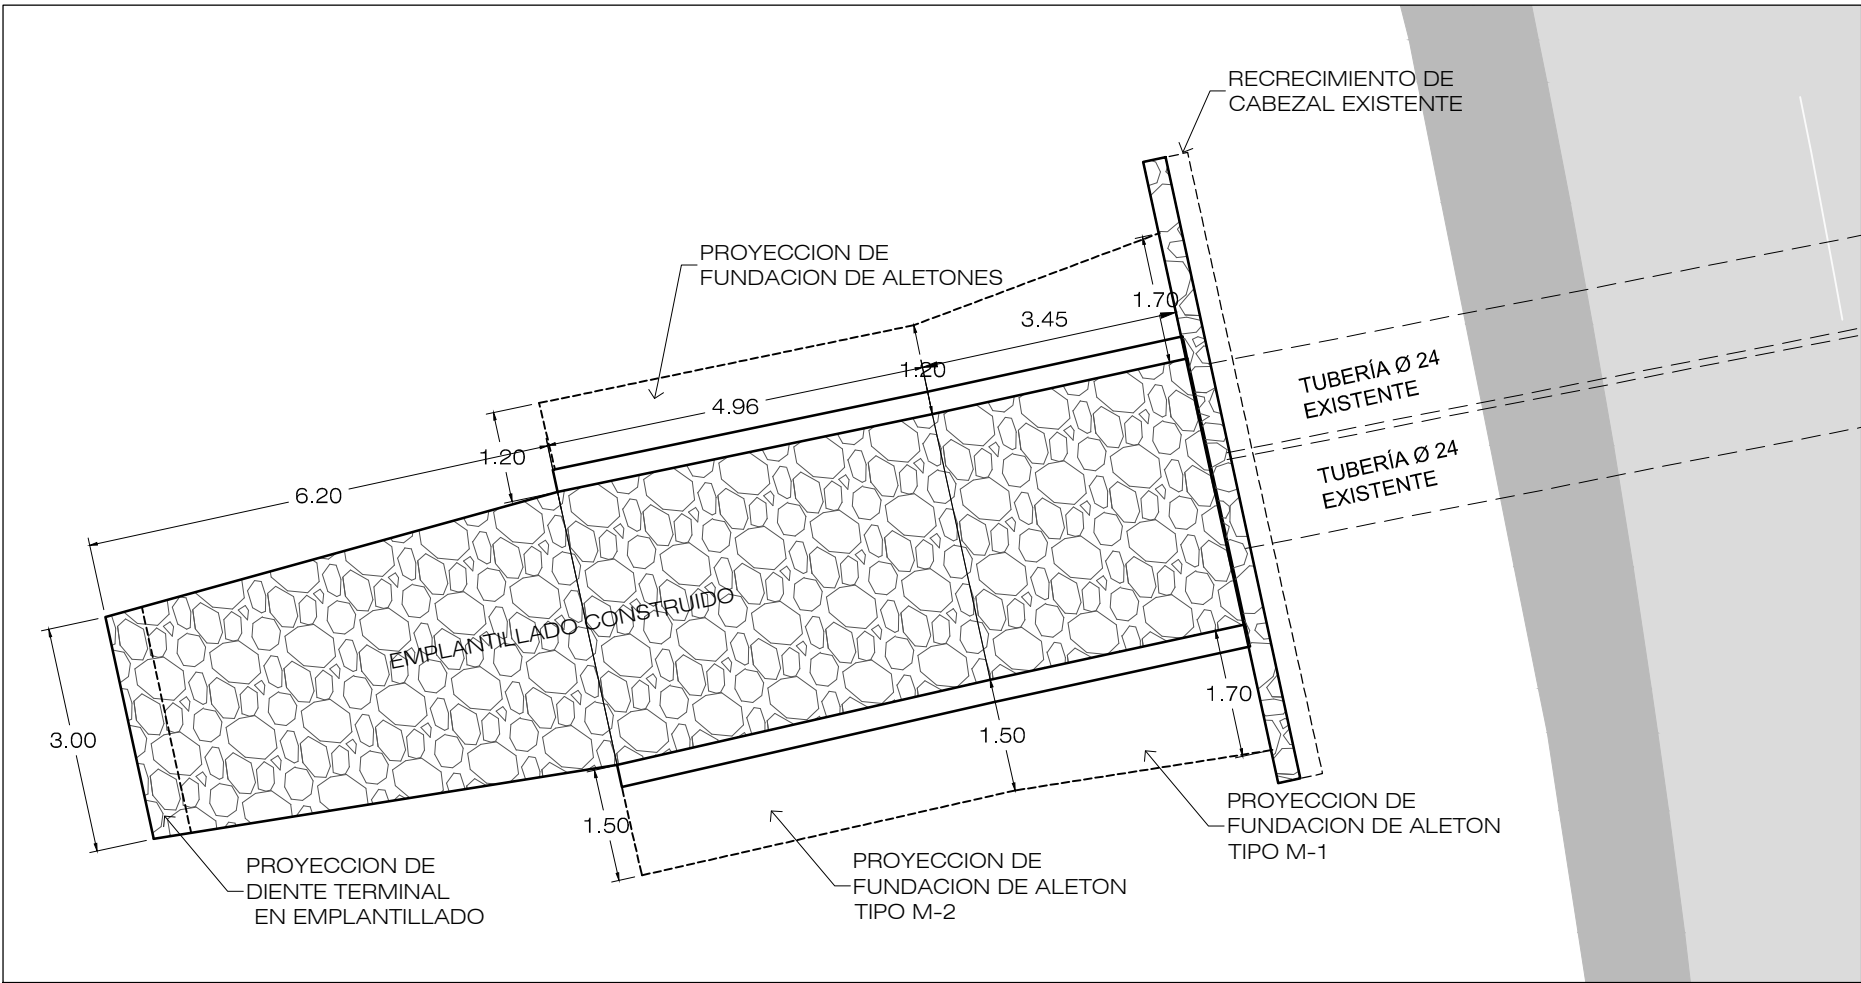 RECRECIMIENTO DE
CABEZAL EXISTENTE
PROYECCION DE
FUNDACION DE ALETONES
1.70
3.45
1.20
TUBERÍA Ø 24
EXISTENTE
4.96
1.20
TUBERÍA Ø 24
EXISTENTE
6.20
EMPLANTILLADO CONSTRUIDO
3.00
1.70
1.50
1.50
PROYECCION DE
FUNDACION DE ALETON
TIPO M-1
PROYECCION DE
FUNDACION DE ALETON
TIPO M-2
PROYECCION DE
DIENTE TERMINAL
EN EMPLANTILLADO